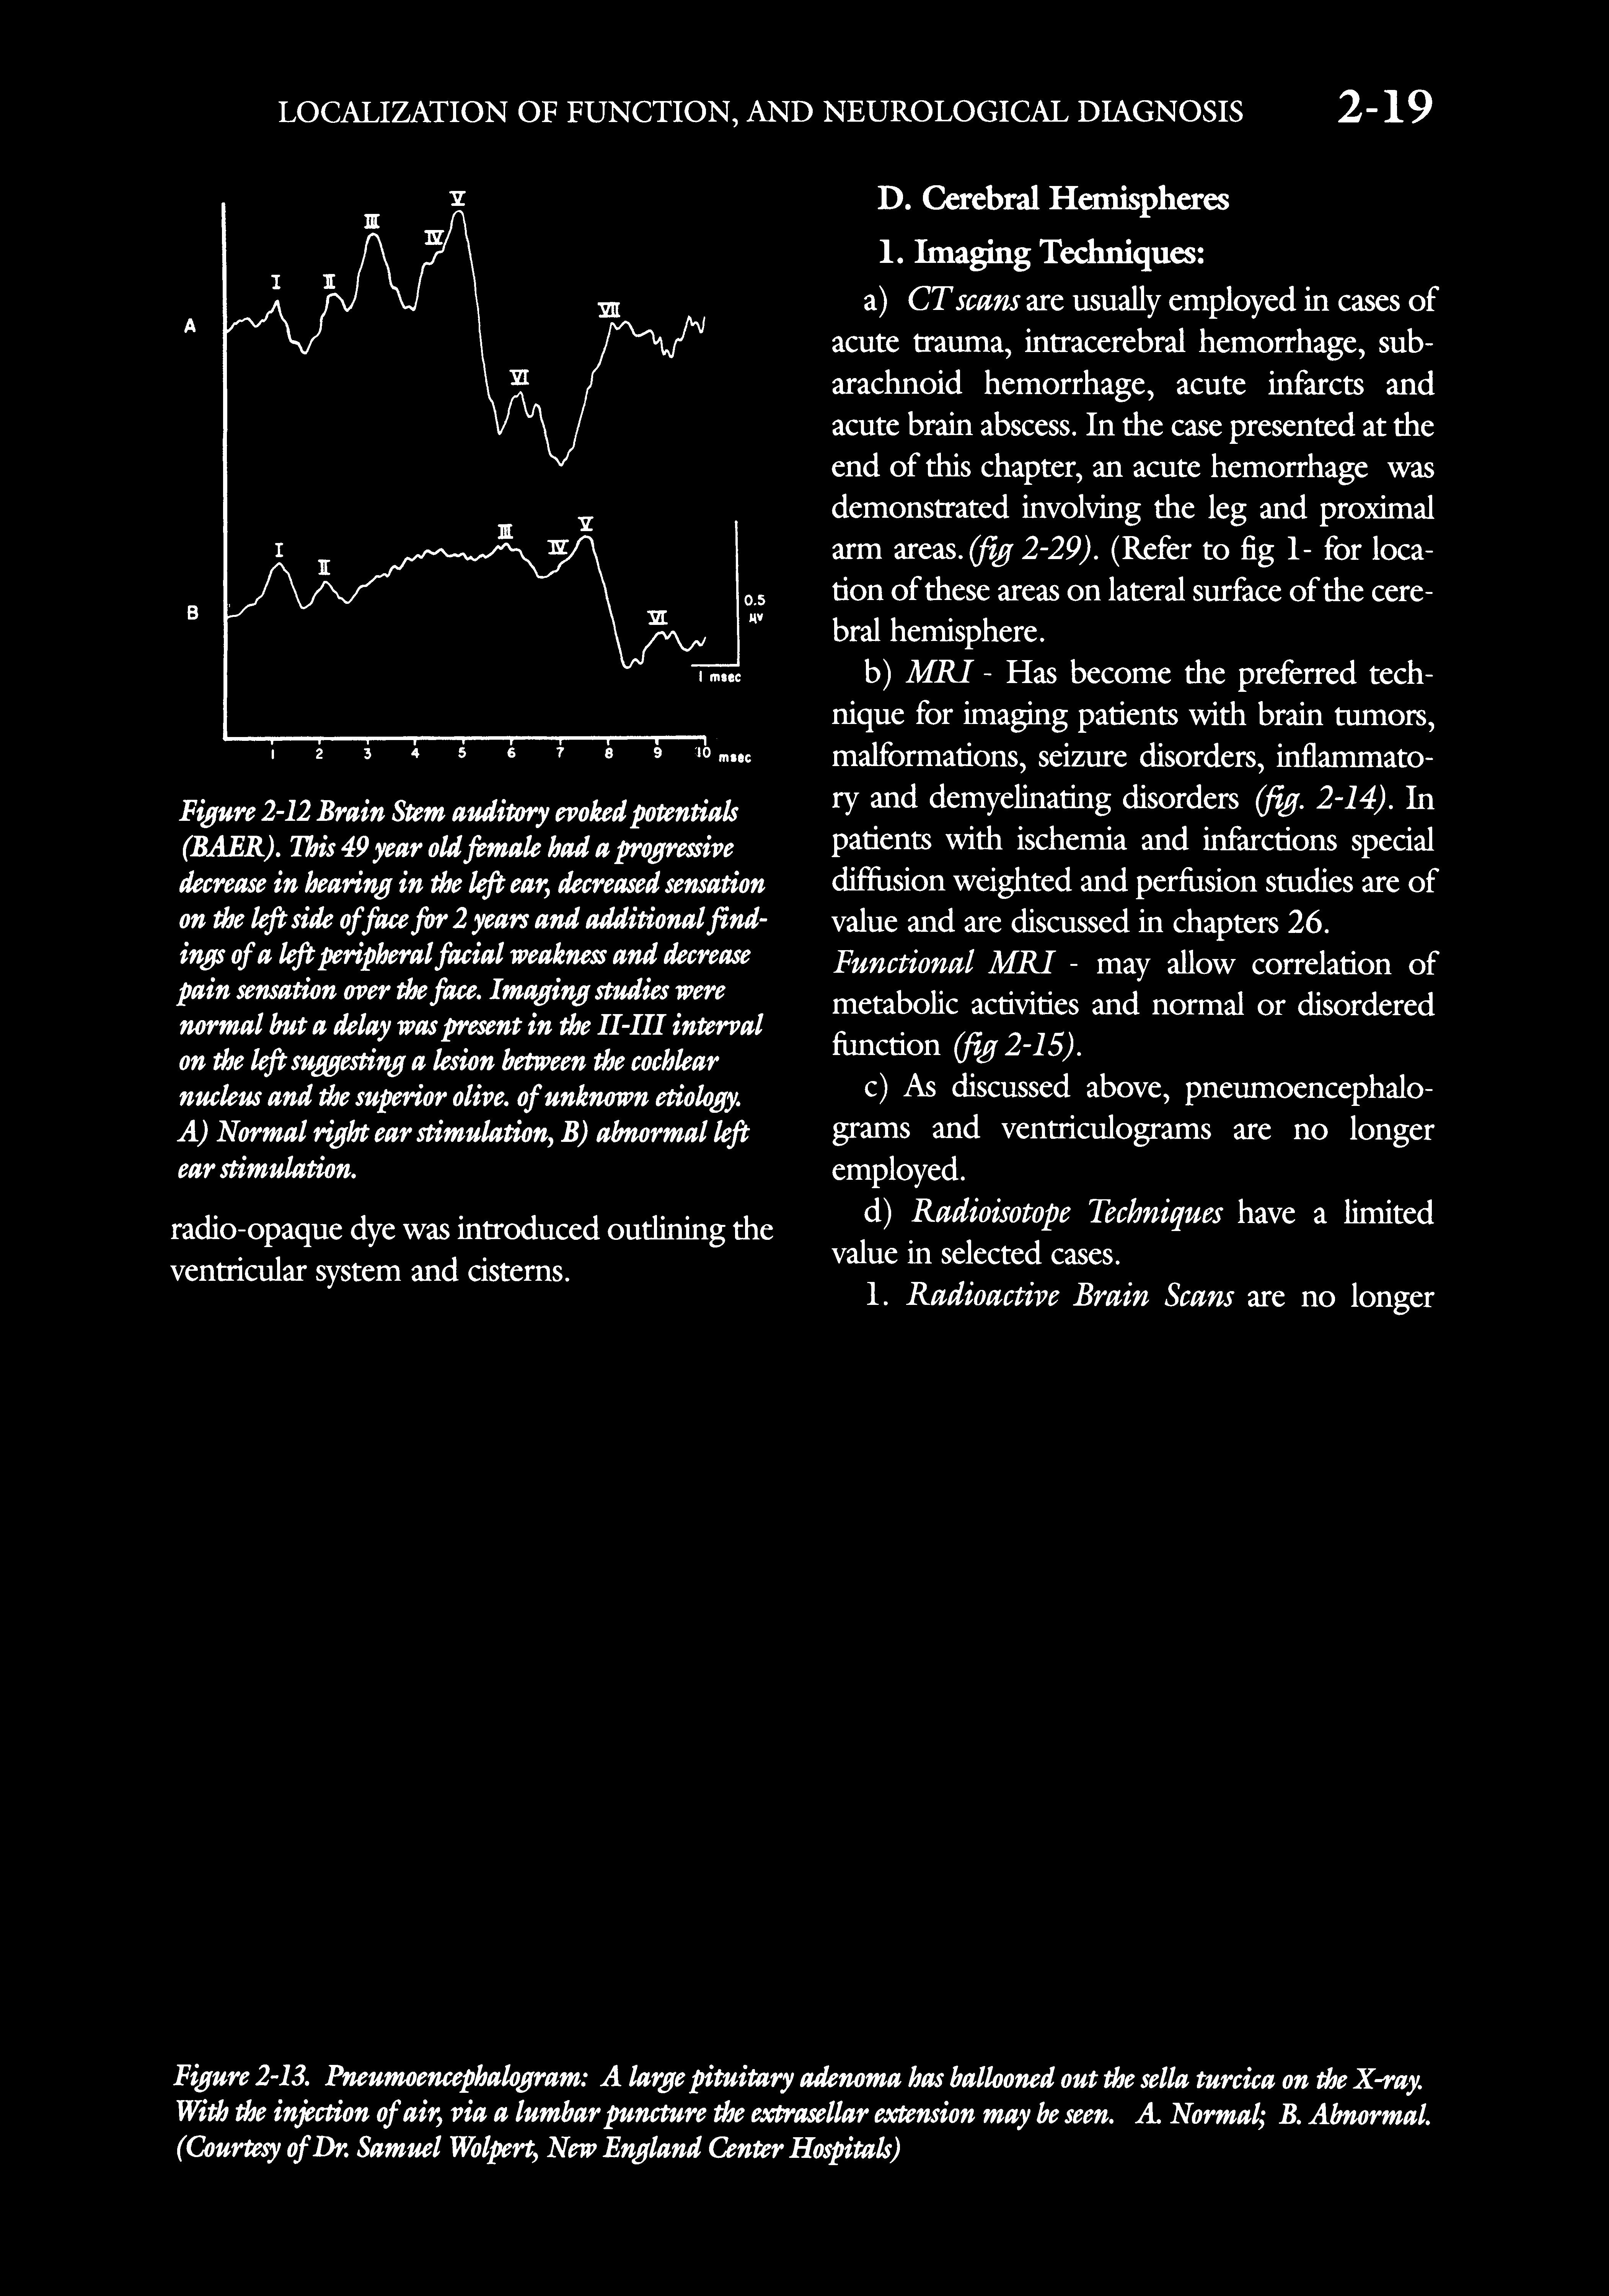 LOCALIZATION OF FUNCTION, AND NEUROLOGICAL DIAGNOSIS 2-19
V
III
IV
I II
VII
A
VI
V
III
IV
I
II
0.5
μv
B
VI
1 msec
1 2 3 4 5 6 7 8 9 10 msec
Figure 2-12 Brain Stem auditory evoked potentials
(BAER). This 49 year old female had a progressive
decrease in hearing in the left ear, decreased sensation
on the left side of face for 2 years and additional find-
ings of a left peripheral facial weakness and decrease
pain sensation over the face. Imaging studies were
normal but a delay was present in the II-III interval
on the left suggesting a lesion between the cochlear
nucleus and the superior olive. of unknown etiology.
A) Normal right ear stimulation, B) abnormal left
ear stimulation.
radio-opaque dye was introduced outlining the
ventricular system and cisterns.
D. Cerebral Hemispheres
1. Imaging Techniques:
a) CT scans are usually employed in cases of
acute trauma, intracerebral hemorrhage, sub-
arachnoid hemorrhage, acute infarcts and
acute brain abscess. In the case presented at the
end of this chapter, an acute hemorrhage was
demonstrated involving the leg and proximal
arm areas. (fig 2-29). (Refer to fig 1- for loca-
tion of these areas on lateral surface of the cere-
bral hemisphere.
b) MRI - Has become the preferred tech-
nique for imaging patients with brain tumors,
malformations, seizure disorders, inflammato-
ry and demyelinating disorders (fig. 2-14). In
patients with ischemia and infarctions special
diffusion weighted and perfusion studies are of
value and are discussed in chapters 26.
Functional MRI - may allow correlation of
metabolic activities and normal or disordered
function (fig 2-15).
c) As discussed above, pneumoencephalo-
grams and ventriculograms are no longer
employed.
d) Radioisotope Techniques have a limited
value in selected cases.
1. Radioactive Brain Scans are no longer
Figure 2-13. Pneumoencephalogram: A large pituitary adenoma has ballooned out the sella turcica on the X-ray.
With the injection of air, via a lumbar puncture the extrasellar extension may be seen. A. Normal; B. Abnormal.
(Courtesy of Dr. Samuel Wolpert, New England Center Hospitals)